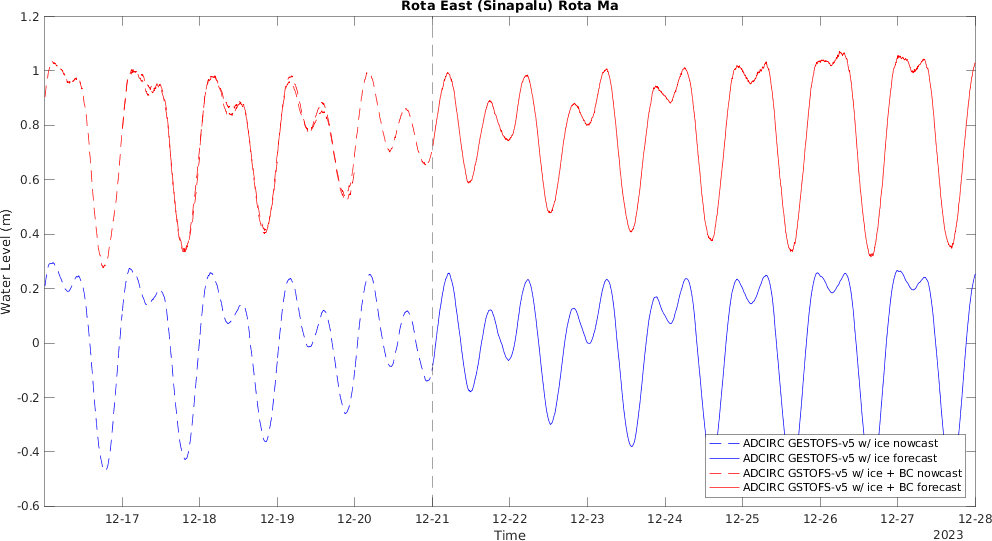 Rota East (Sinapalu) Rota Ma
1.2
1
0.8
0.6
0.4
0.2
0
-0.2
-0.4
-0.6
Water Level (m)
ADCIRC GESTOFS-v5 w/ ice nowcast
ADCIRC GESTOFS-v5 w/ ice forecast
ADCIRC GSTOFS-v5 w/ ice + BC nowcast
ADCIRC GSTOFS-v5 w/ ice + BC forecast
12-17 12-18 12-19 12-20 12-21 12-22 12-23 12-24 12-25 12-26 12-27 12-28
Time
2023